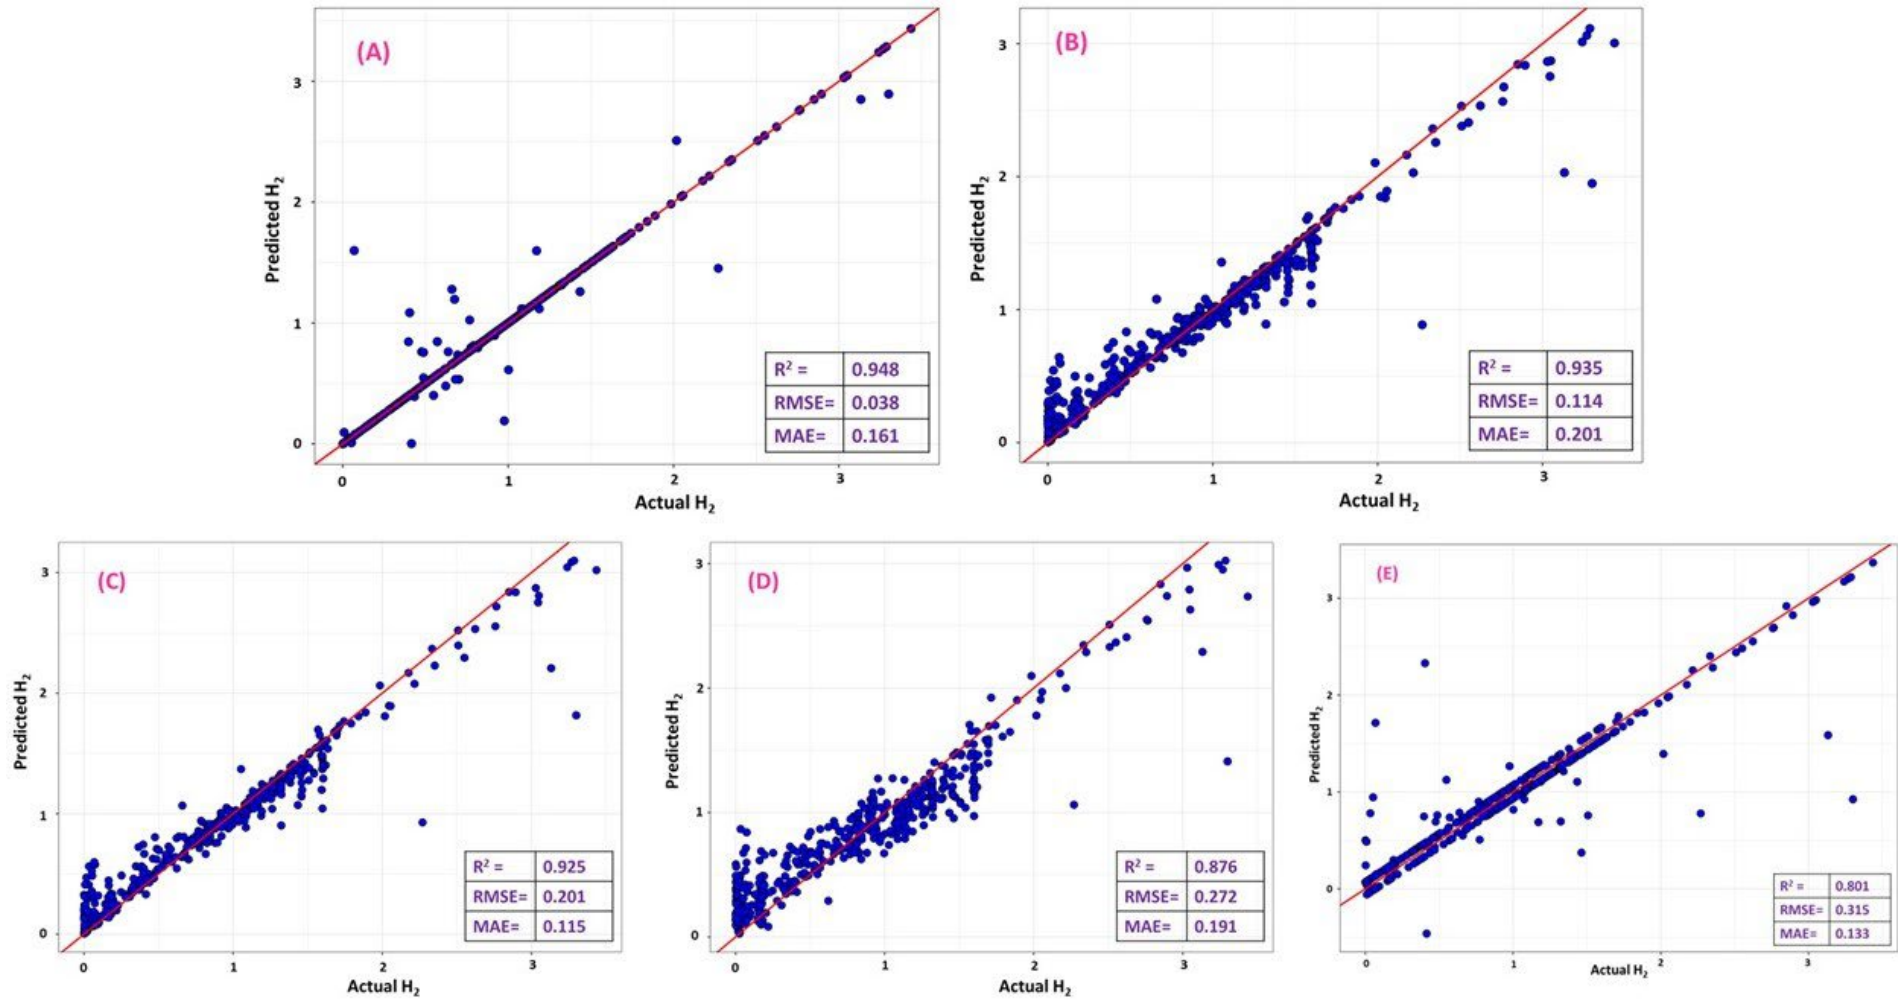 (A)
Predicted H₂
3
2
1
0
R² = 0.948
RMSE= 0.038
MAE= 0.161
0 1 2 3
Actual H₂
(B)
Predicted H₂
3
2
1
0
R² = 0.935
RMSE= 0.114
MAE= 0.201
0 1 2 3
Actual H₂
(C)
Predicted H₂
3
2
1
0
R² = 0.925
RMSE= 0.201
MAE= 0.115
0 1 2 3
Actual H₂
(D)
Predicted H₂
3
2
1
0
R² = 0.876
RMSE= 0.272
MAE= 0.191
0 1 2 3
Actual H₂
(E)
Predicted H₂
3
2
1
0
R² = 0.801
RMSE= 0.315
MAE= 0.133
0 1 2 3
Actual H₂